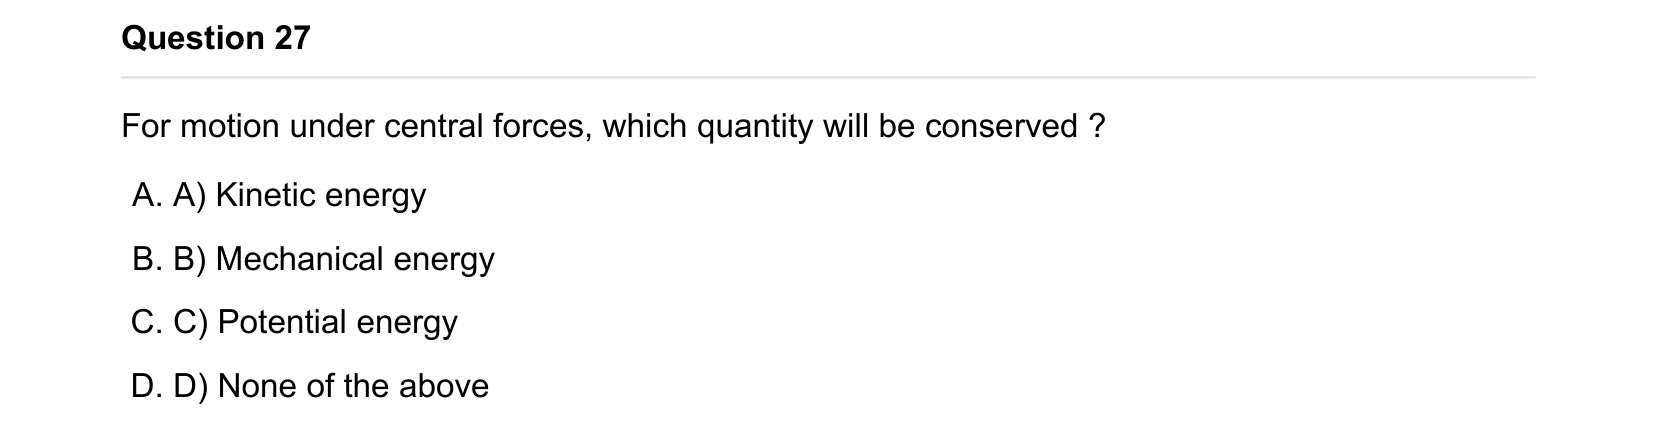 Question 27
For motion under central forces, which quantity will be conserved ?
A. A) Kinetic energy
B. B) Mechanical energy
C. C) Potential energy
D. D) None of the above